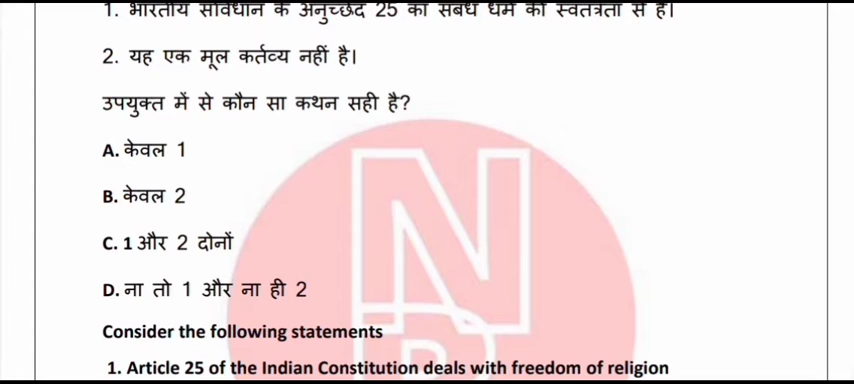 1. भारतीय संविधान के अनुच्छेद 25 का संबंध धर्म की स्वतंत्रता से है|
2. यह एक मूल कर्तव्य नहीं है।
उपयुक्त में से कौन सा कथन सही है?
A. केवल 1
B. केवल 2
C. 1 और 2 दोनों
D. ना तो 1 और ना ही 2
Consider the following statements
1. Article 25 of the Indian Constitution deals with freedom of religion